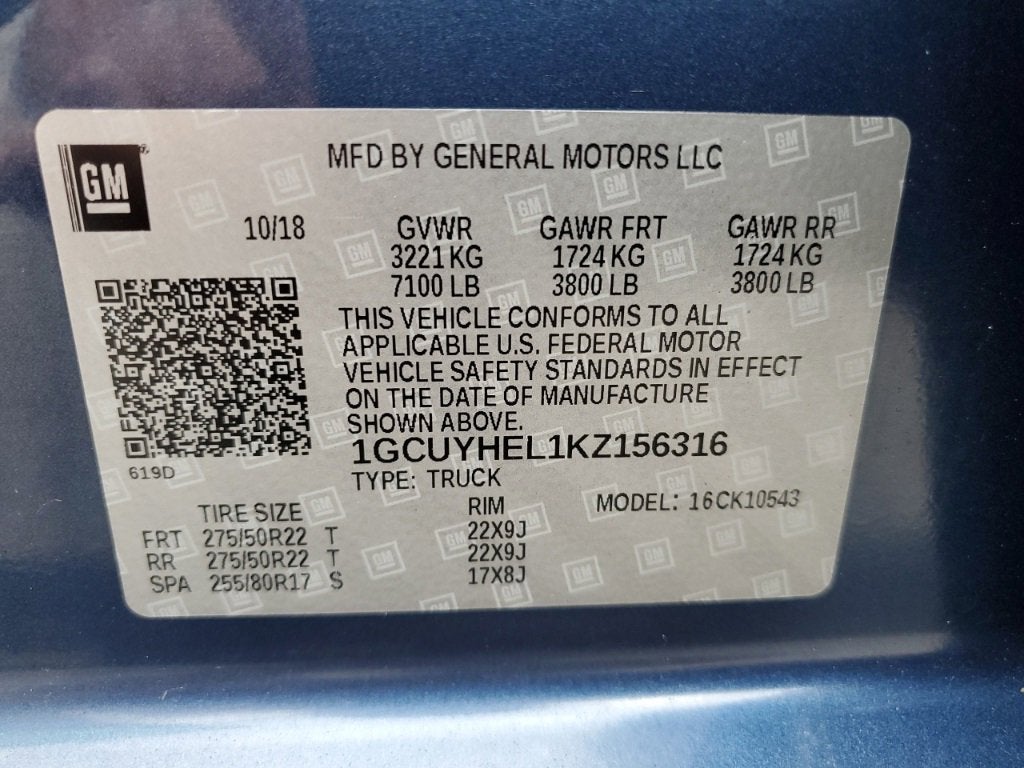 GM
MFD BY GENERAL MOTORS LLC
10/18 GVWR GAWR FRT GAWR RR
3221 KG 1724 KG 1724 KG
7100 LB 3800 LB 3800 LB
THIS VEHICLE CONFORMS TO ALL
APPLICABLE U.S. FEDERAL MOTOR
VEHICLE SAFETY STANDARDS IN EFFECT
ON THE DATE OF MANUFACTURE
SHOWN ABOVE.
1GCUYHEL1KZ156316
619D
TYPE: TRUCK
TIRE SIZE RIM MODEL: 16CK10543
FRT 275/50R22 T 22X9J
RR 275/50R22 T 22X9J
SPA 255/80R17 S 17X8J